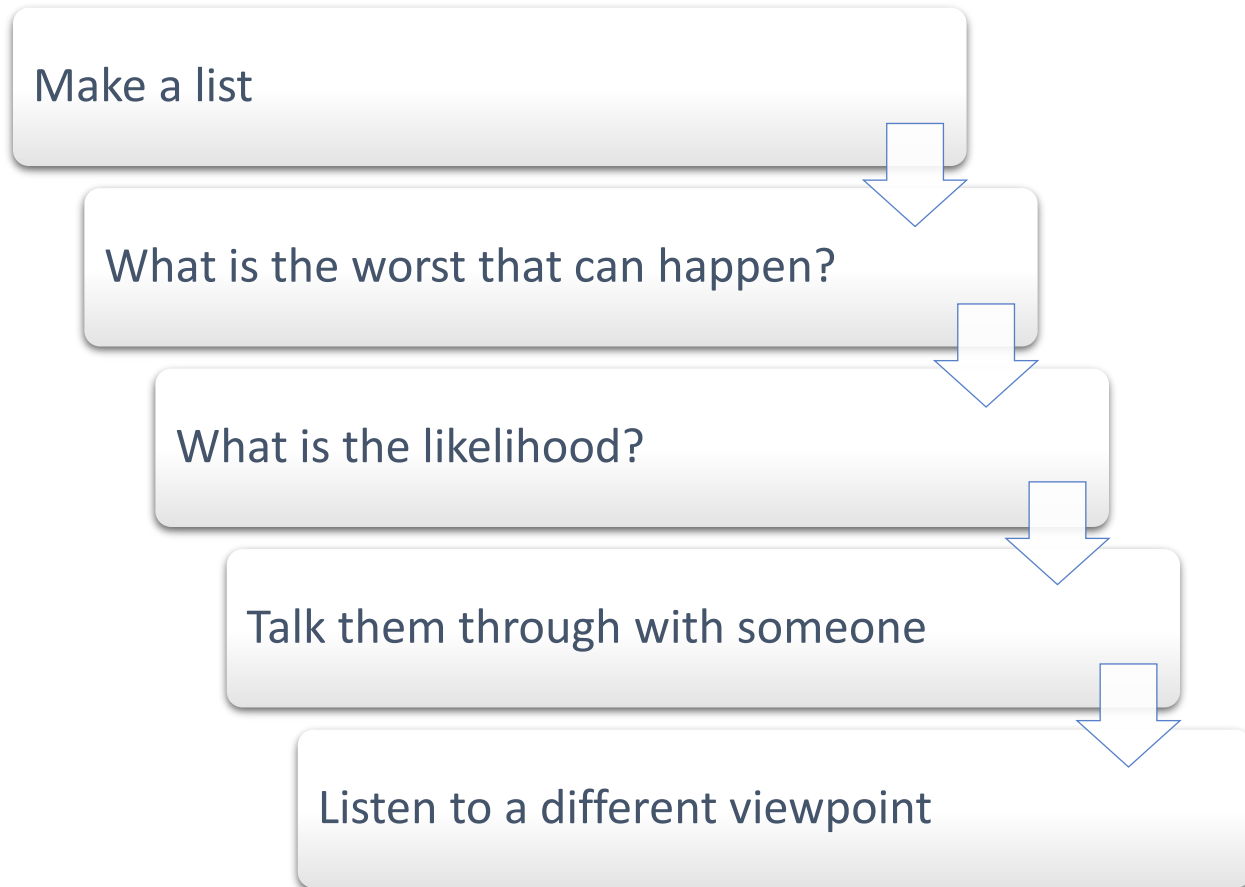 Make a list
What is the worst that can happen?
What is the likelihood?
Talk them through with someone
Listen to a different viewpoint